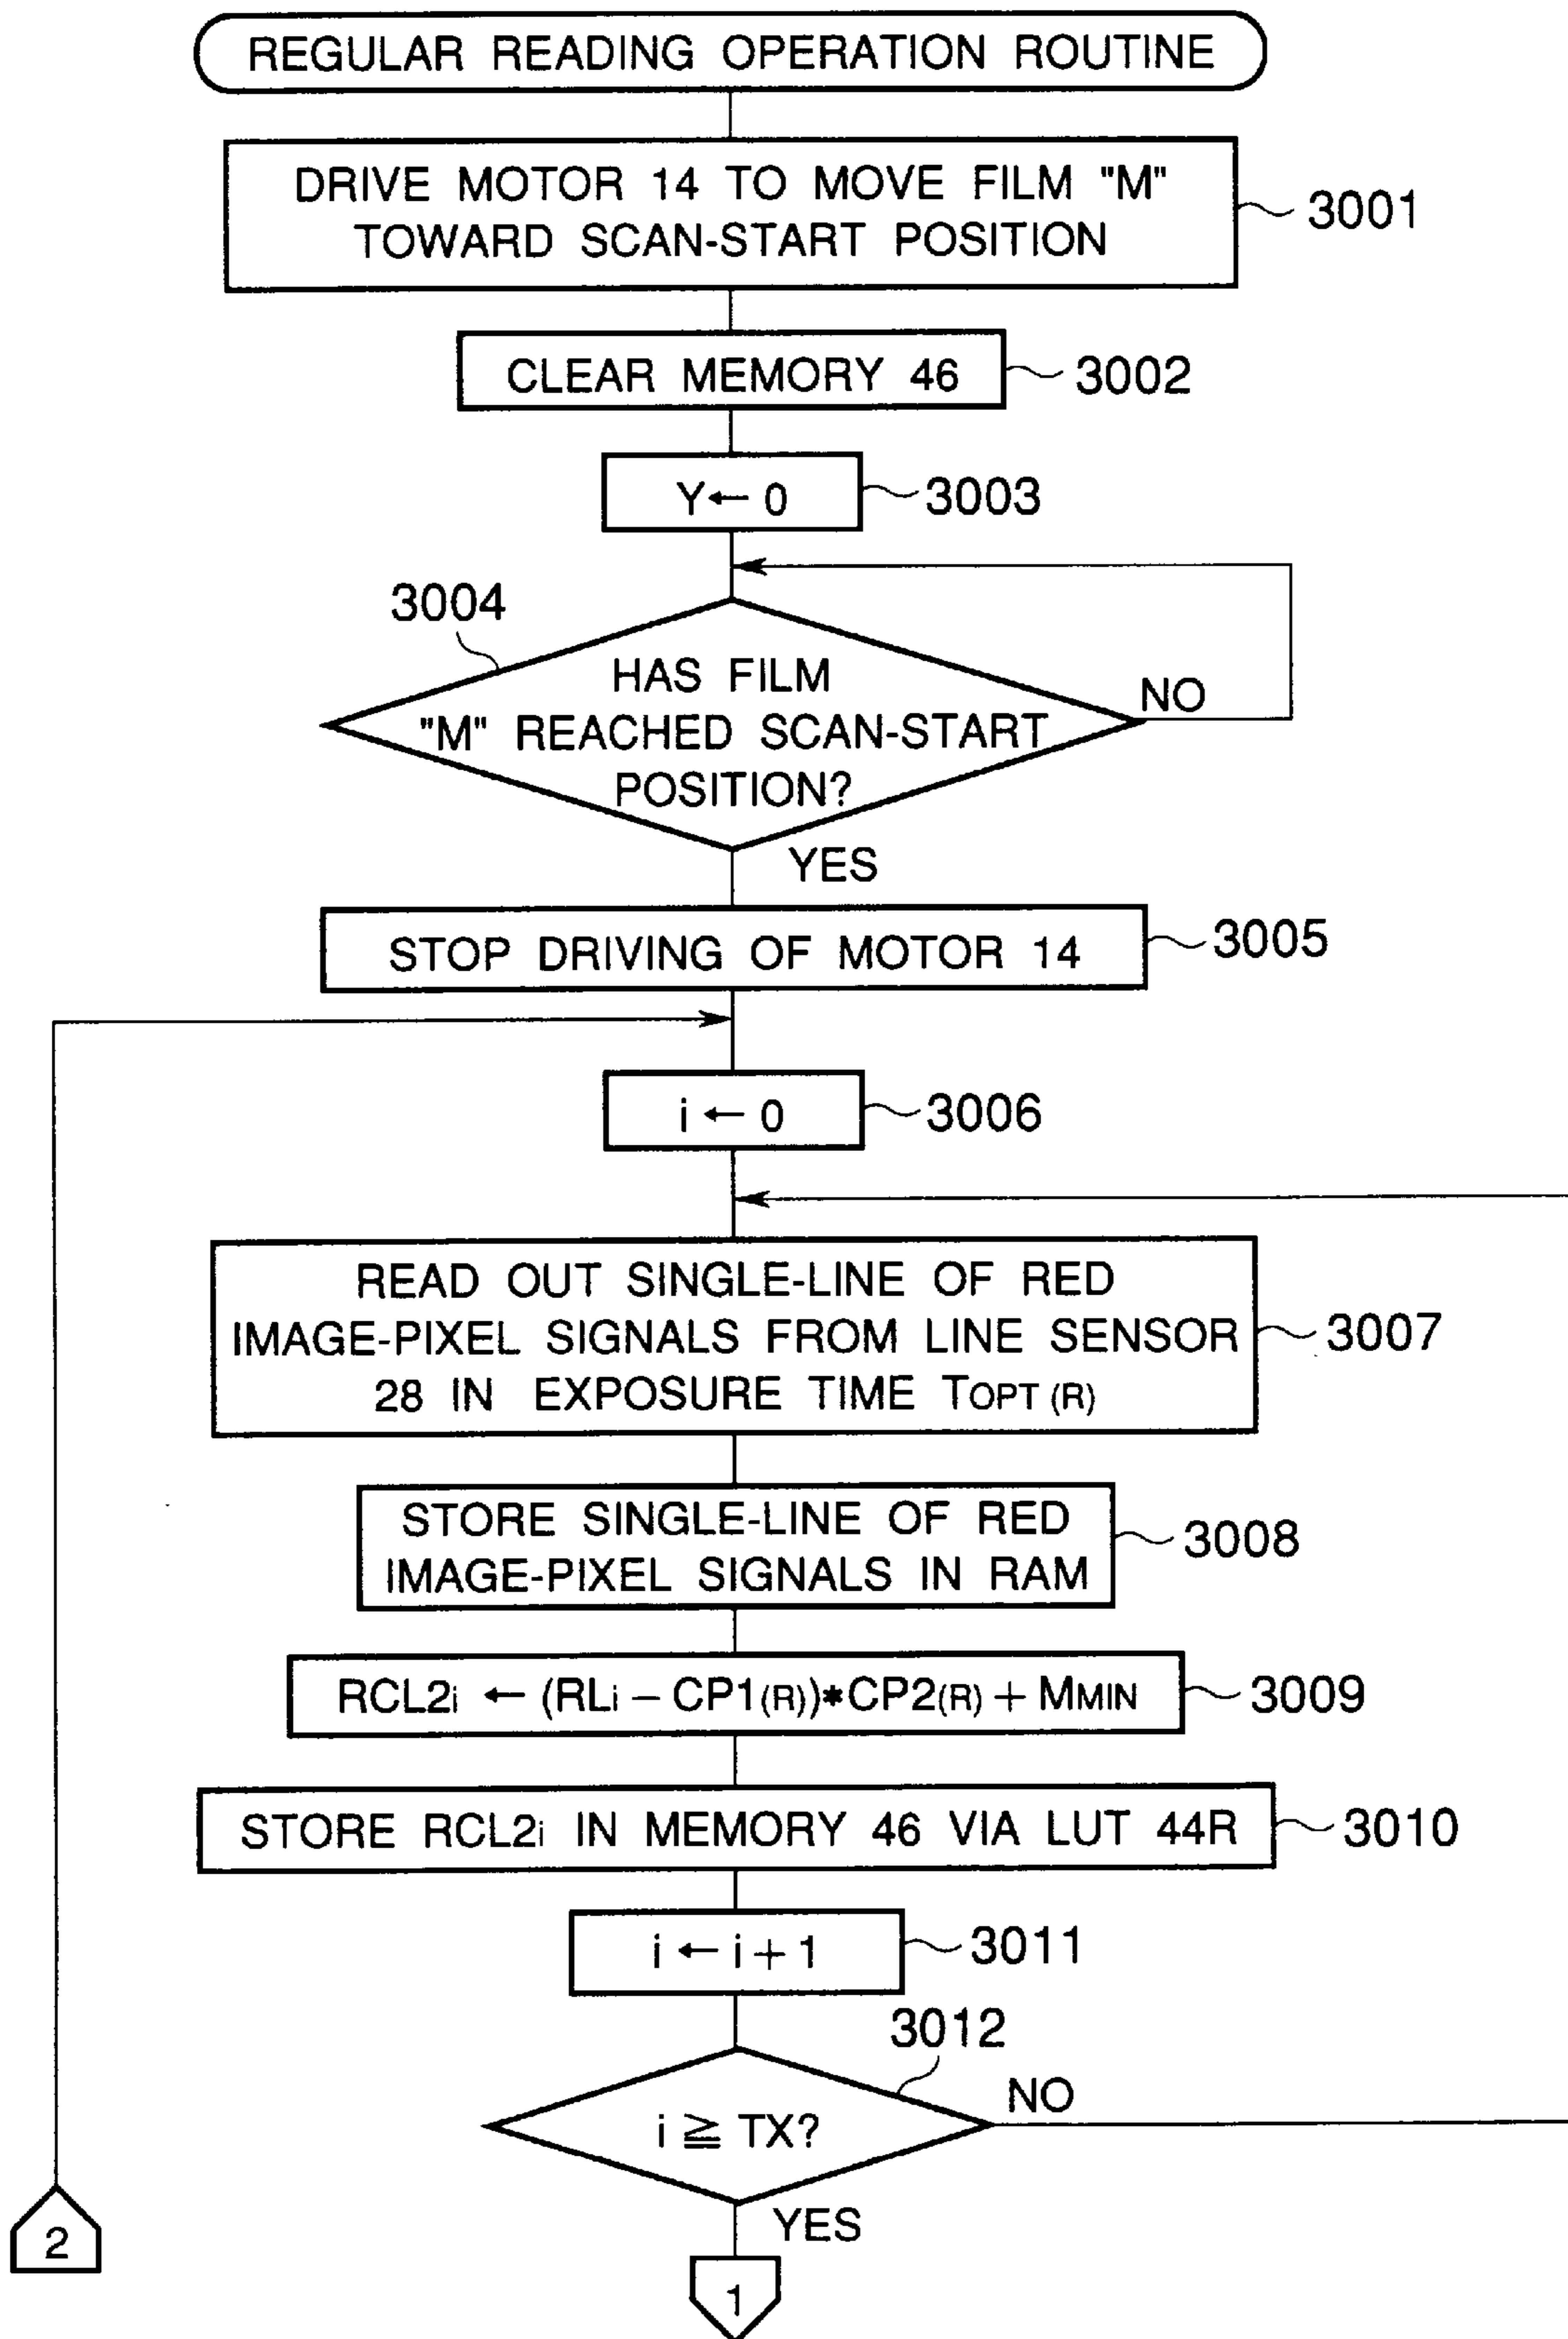 REGULAR READING OPERATION ROUTINE
DRIVE MOTOR 14 TO MOVE FILM "M"
TOWARD SCAN-START POSITION
3001
CLEAR MEMORY 46
3002
Y ← 0
3003
3004
HAS FILM
"M" REACHED SCAN-START
POSITION?
NO
YES
STOP DRIVING OF MOTOR 14
3005
i ← 0
3006
READ OUT SINGLE-LINE OF RED
IMAGE-PIXEL SIGNALS FROM LINE SENSOR
28 IN EXPOSURE TIME TOPT (R)
3007
STORE SINGLE-LINE OF RED
IMAGE-PIXEL SIGNALS IN RAM
3008
RCL2i ← (RLi – CP1(R))*CP2(R) + MMIN
3009
STORE RCL2i IN MEMORY 46 VIA LUT 44R
3010
i ← i + 1
3011
3012
i ≧ TX?
NO
YES
2
1